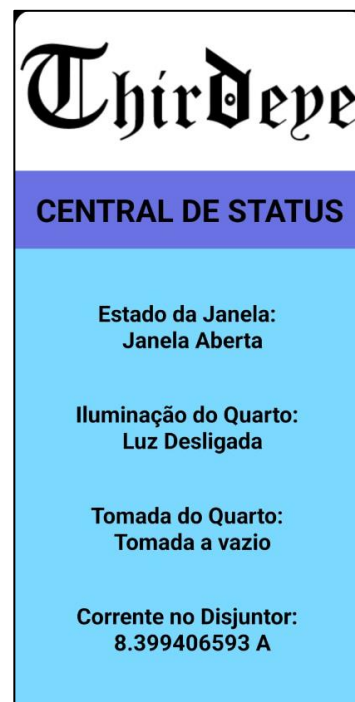 Thirdeye
CENTRAL DE STATUS
Estado da Janela:
Janela Aberta
Iluminação do Quarto:
Luz Desligada
Tomada do Quarto:
Tomada a vazio
Corrente no Disjuntor:
8.399406593 A